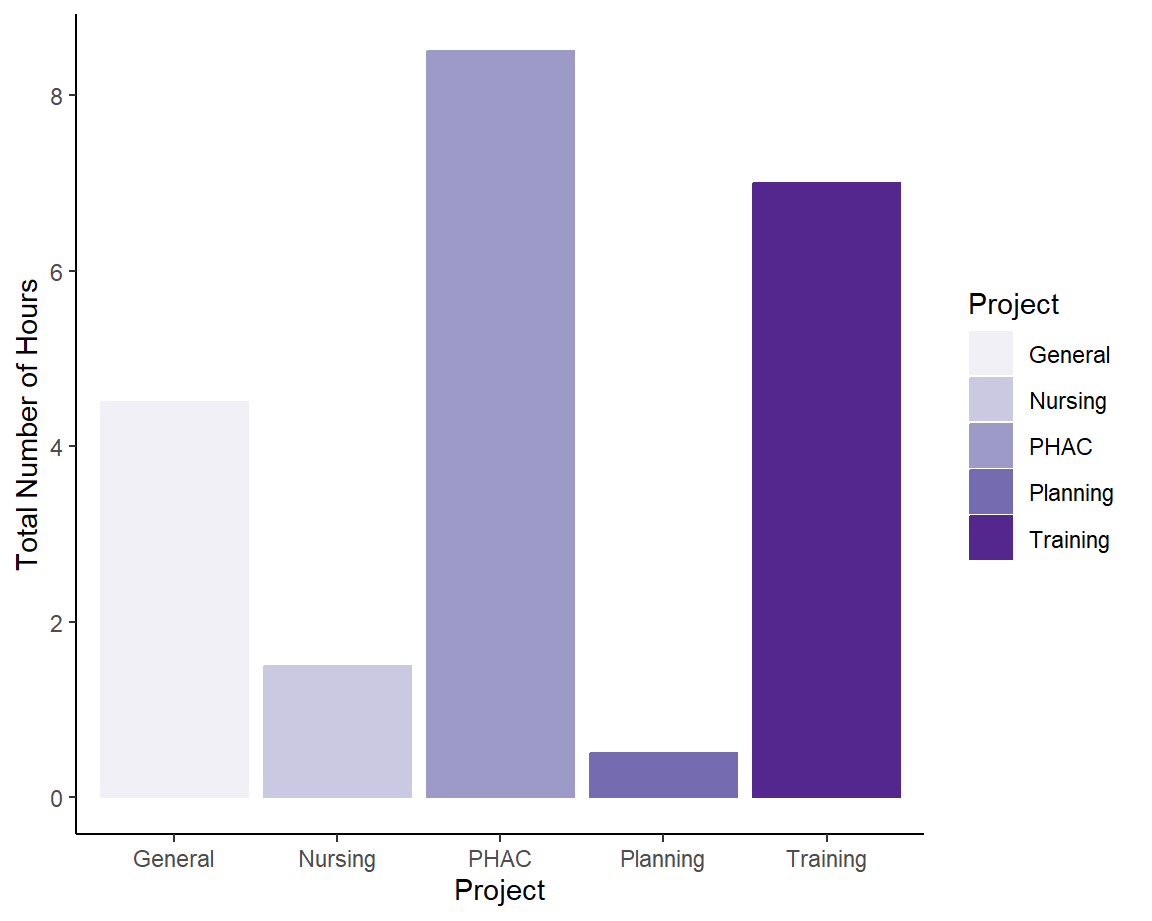 Total Number of Hours
8
6
4
2
0
General Nursing PHAC Planning Training
Project
Project
General
Nursing
PHAC
Planning
Training